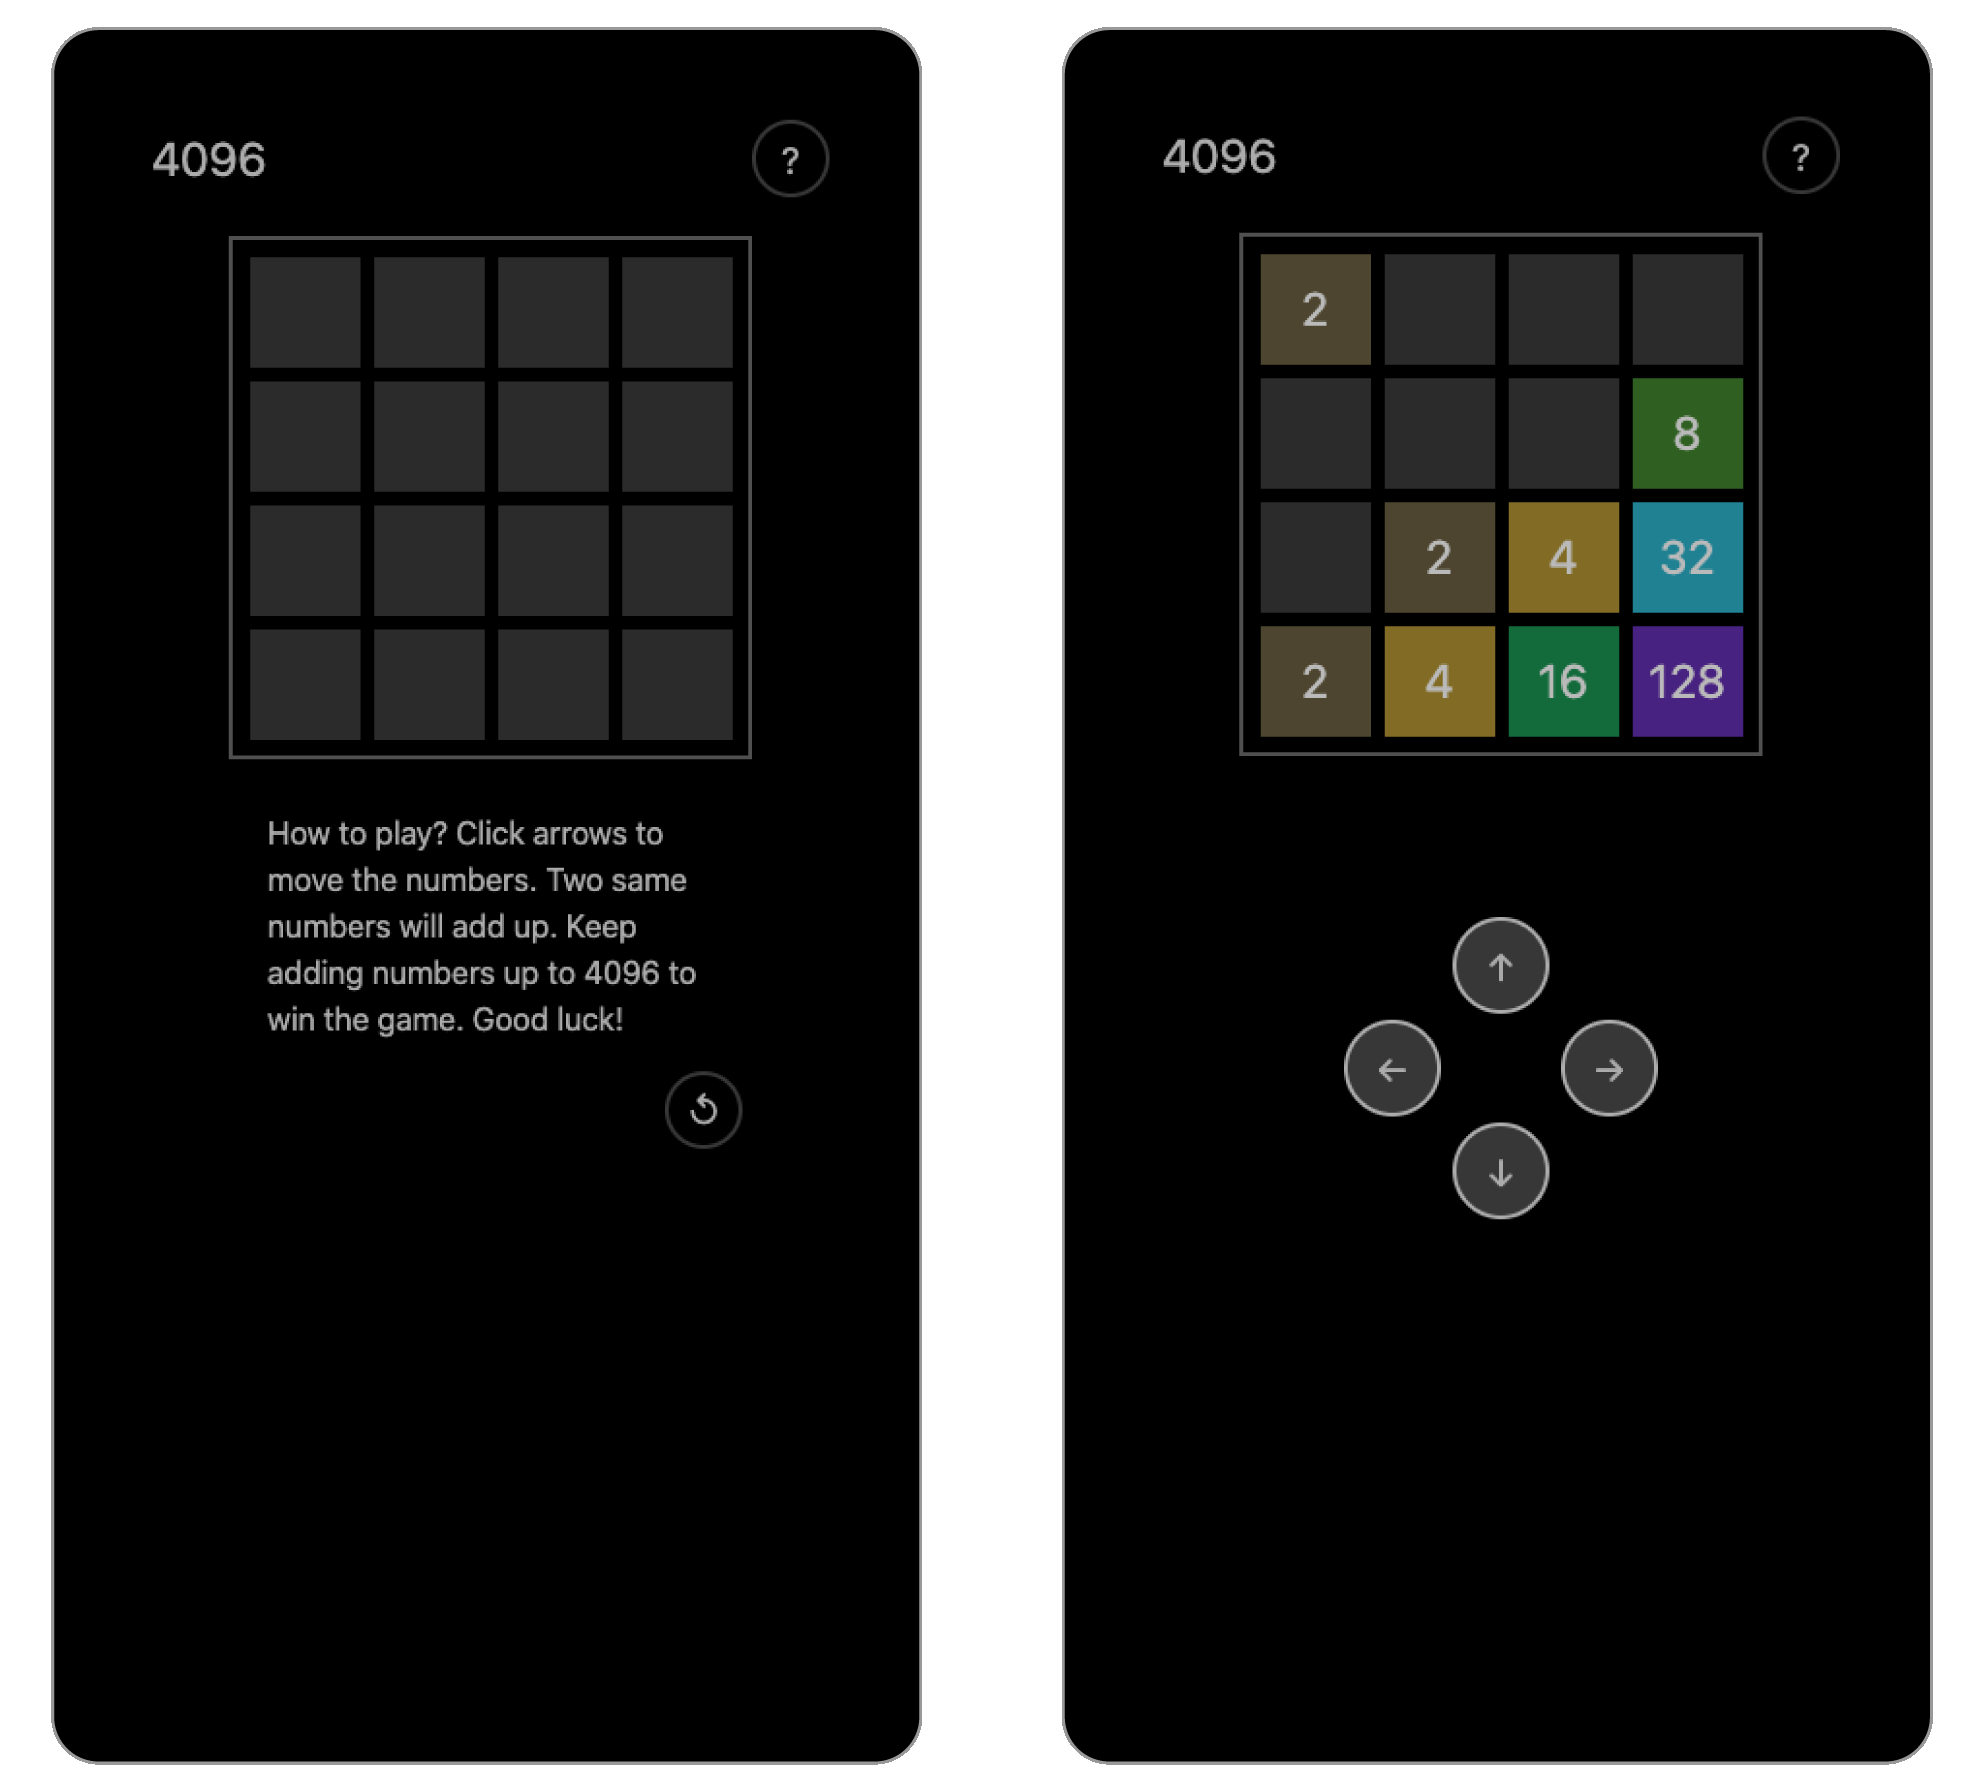 4096
?
How to play? Click arrows to
move the numbers. Two same
numbers will add up. Keep
adding numbers up to 4096 to
win the game. Good luck!
4096
?
2
8
2 4 32
2 4 16 128